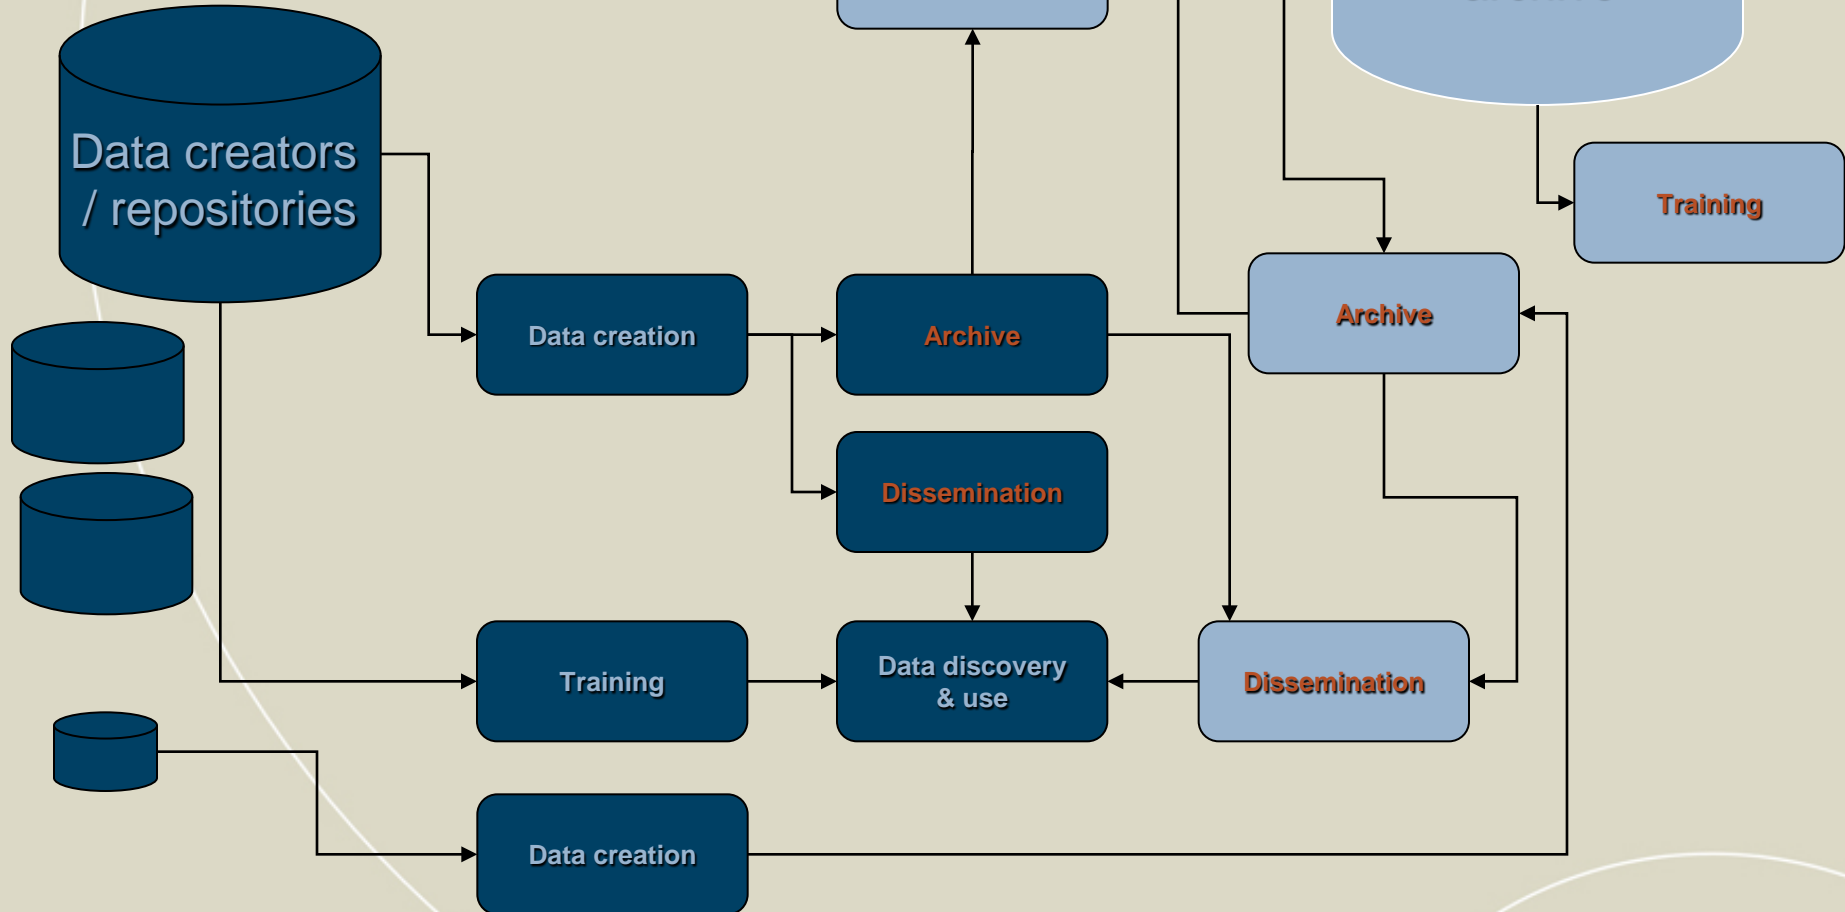 Data creators
/ repositories
Training
Archive
Data creation
Archive
Dissemination
Training
Data discovery
& use
Dissemination
Data creation